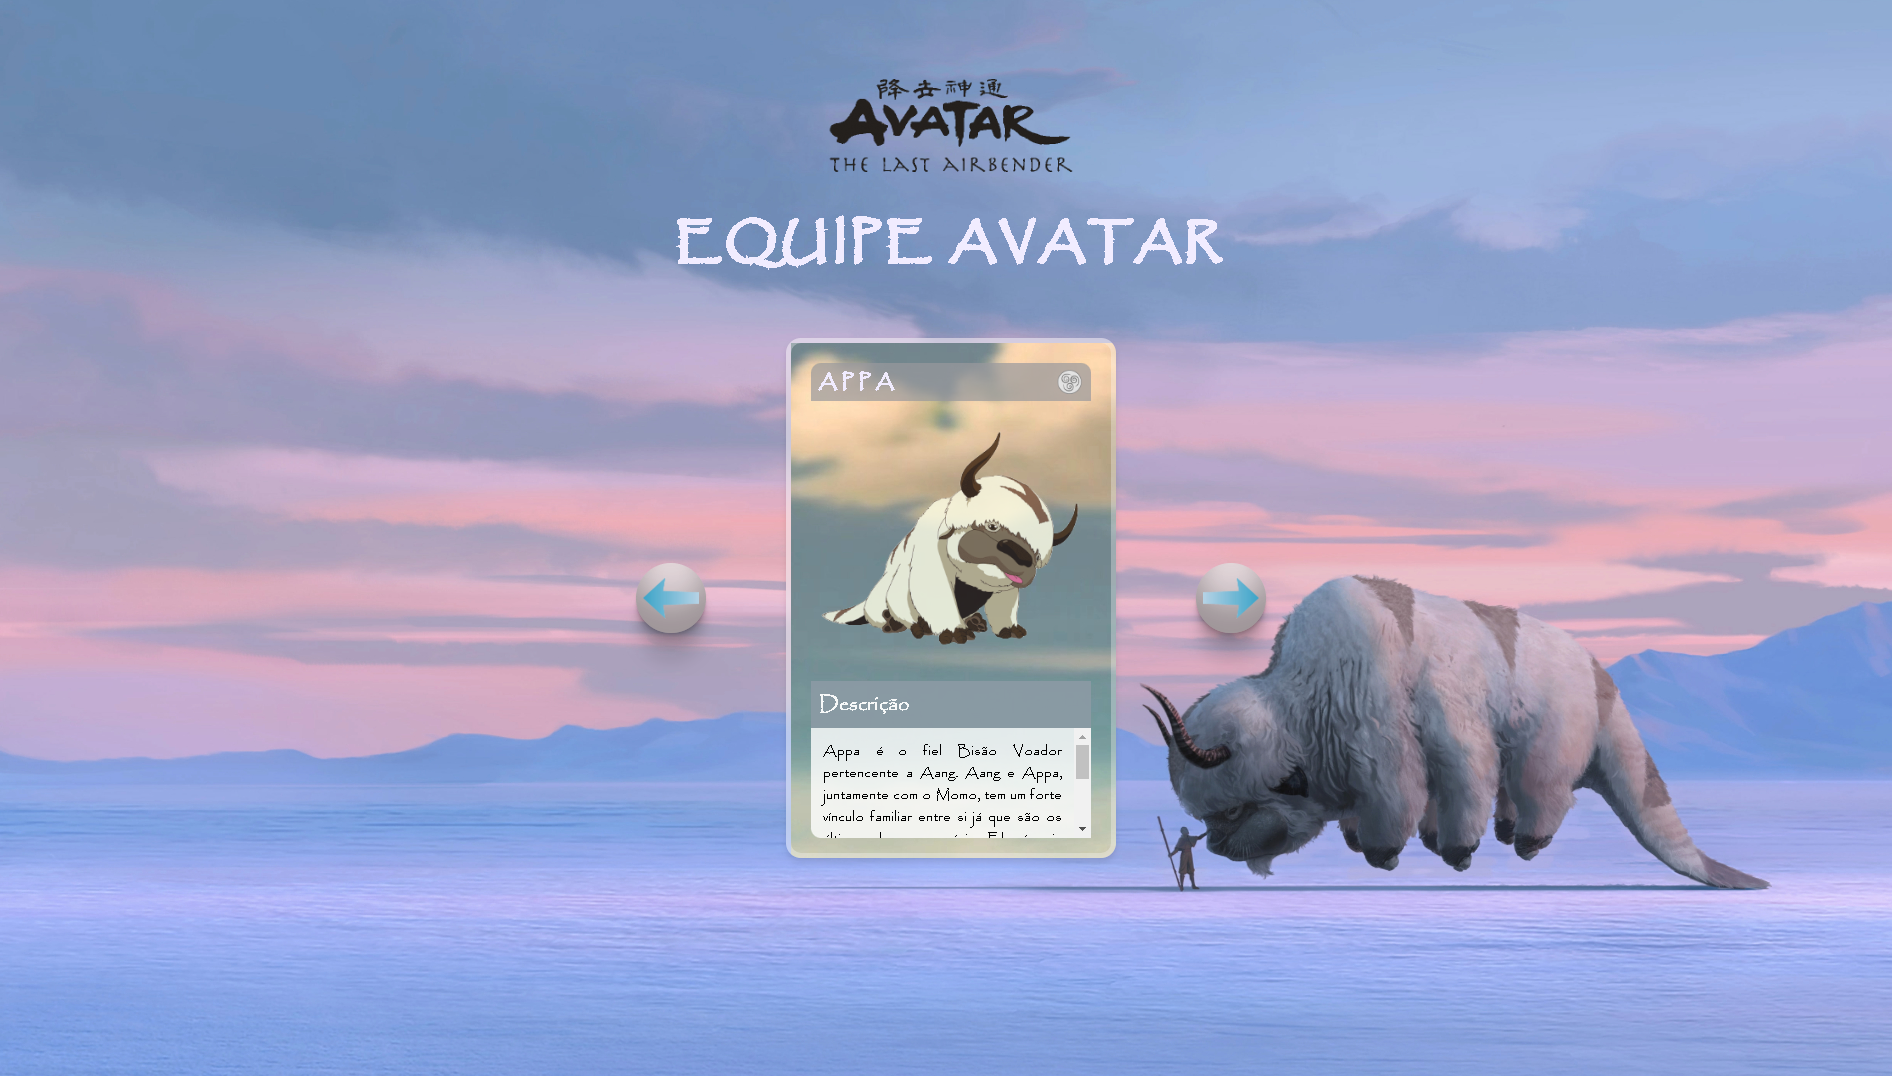 降去神通
AVATAR
THE LAST AIRBENDER
EQUIPE AVATAR
APPA
Descrição
Appa é o fiel Bisão Voador
pertencente a Aang. Aang e Appa,
juntamente com o Momo, tem um forte
vínculo familiar entre si já que são os